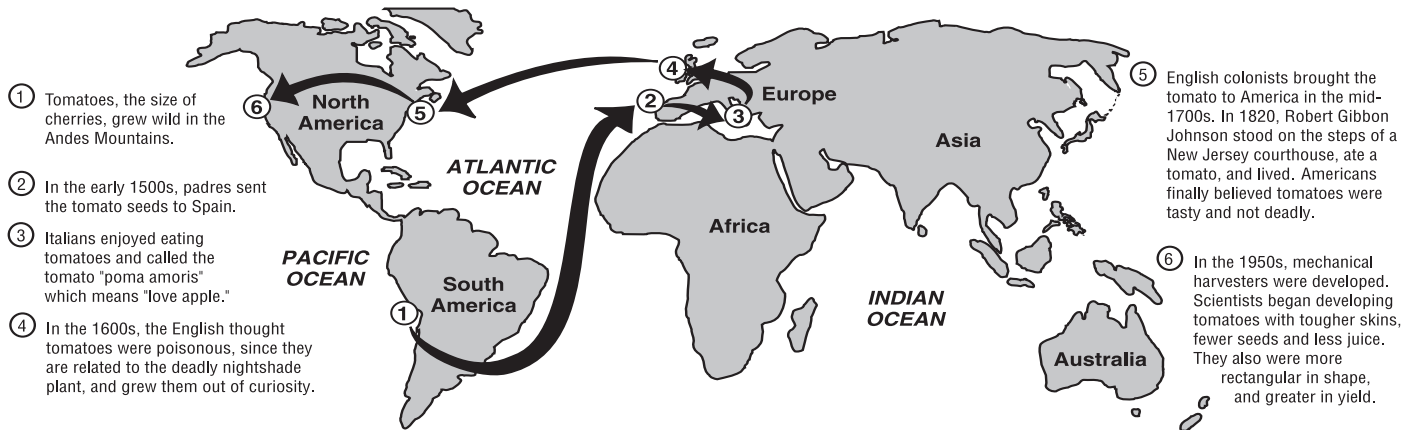 ① Tomatoes, the size of
cherries, grew wild in the
Andes Mountains.
② In the early 1500s, padres sent
the tomato seeds to Spain.
③ Italians enjoyed eating
tomatoes and called the
tomato "poma amoris"
which means "love apple."
④ In the 1600s, the English thought
tomatoes were poisonous, since they
are related to the deadly nightshade
plant, and grew them out of curiosity.
6
North
America
5
ATLANTIC
OCEAN
PACIFIC
OCEAN
South
America
1
4
2
3
Europe
Asia
Africa
INDIAN
OCEAN
Australia
⑤ English colonists brought the
tomato to America in the mid-
1700s. In 1820, Robert Gibbon
Johnson stood on the steps of a
New Jersey courthouse, ate a
tomato, and lived. Americans
finally believed tomatoes were
tasty and not deadly.
⑥ In the 1950s, mechanical
harvesters were developed.
Scientists began developing
tomatoes with tougher skins,
fewer seeds and less juice.
They also were more
rectangular in shape,
and greater in yield.